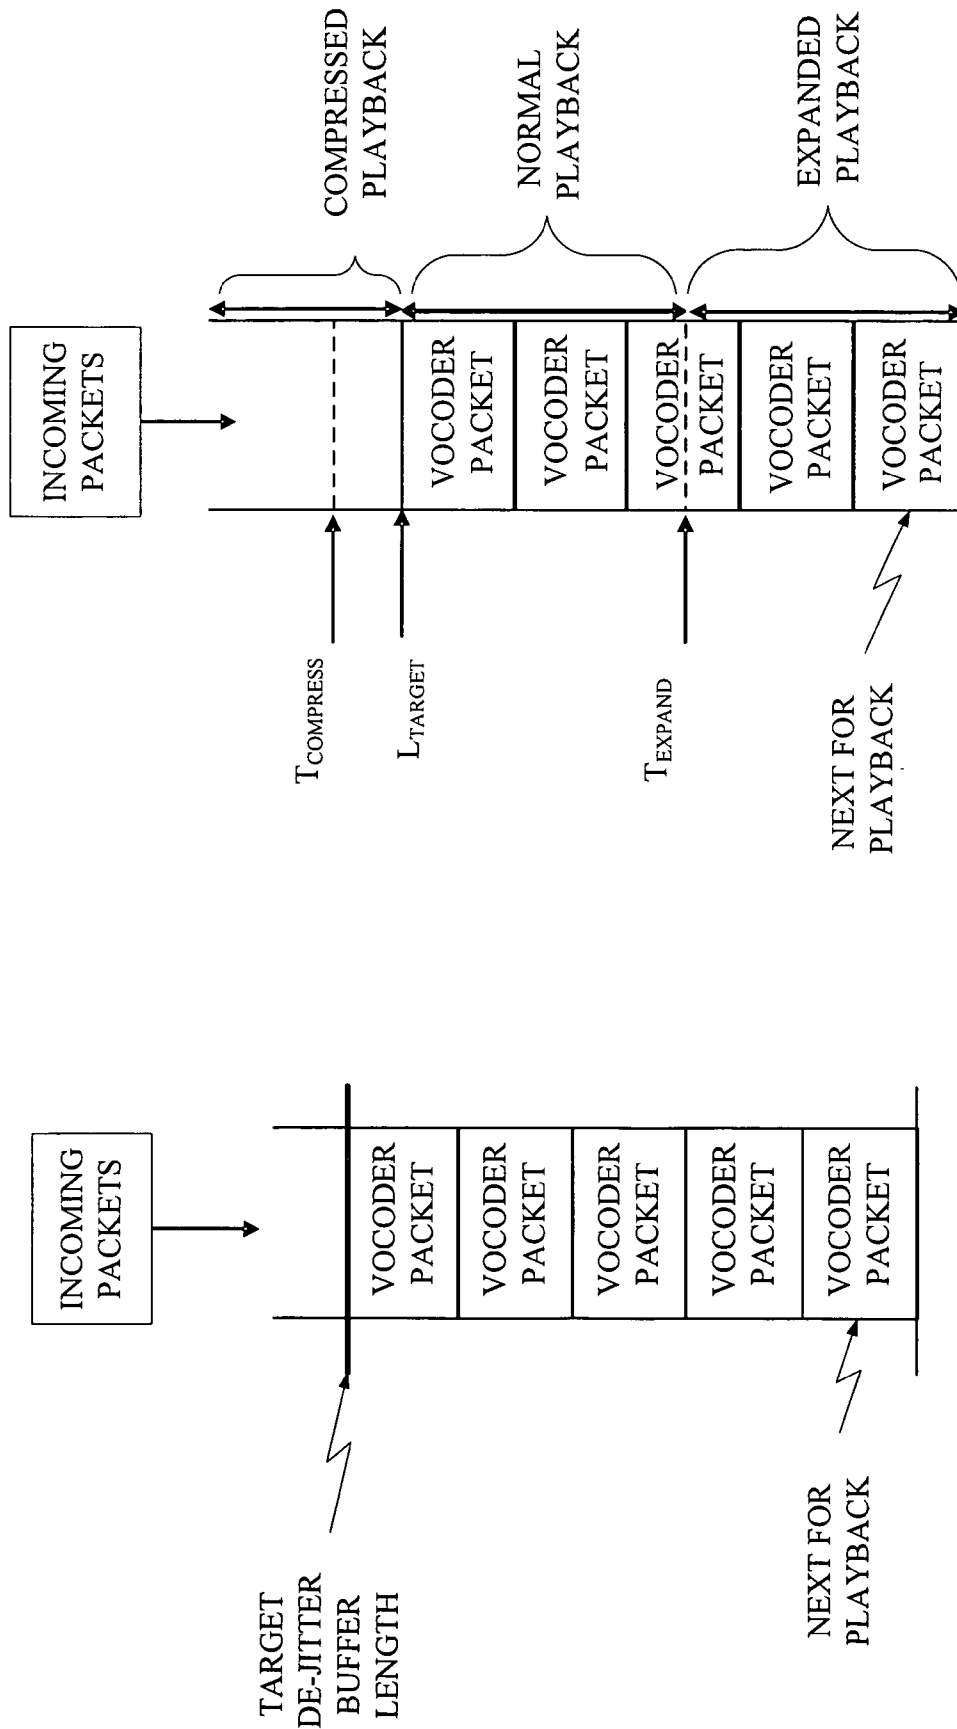 INCOMING
PACKETS
TARGET
DE-JITTER
BUFFER
LENGTH
VOCODER
PACKET
VOCODER
PACKET
VOCODER
PACKET
VOCODER
PACKET
VOCODER
PACKET
NEXT FOR
PLAYBACK
INCOMING
PACKETS
TCOMPRESS
LTARGET
TEXPAND
NEXT FOR
PLAYBACK
VOCODER
PACKET
VOCODER
PACKET
VOCODER
PACKET
VOCODER
PACKET
VOCODER
PACKET
COMPRESSED
PLAYBACK
NORMAL
PLAYBACK
EXPANDED
PLAYBACK